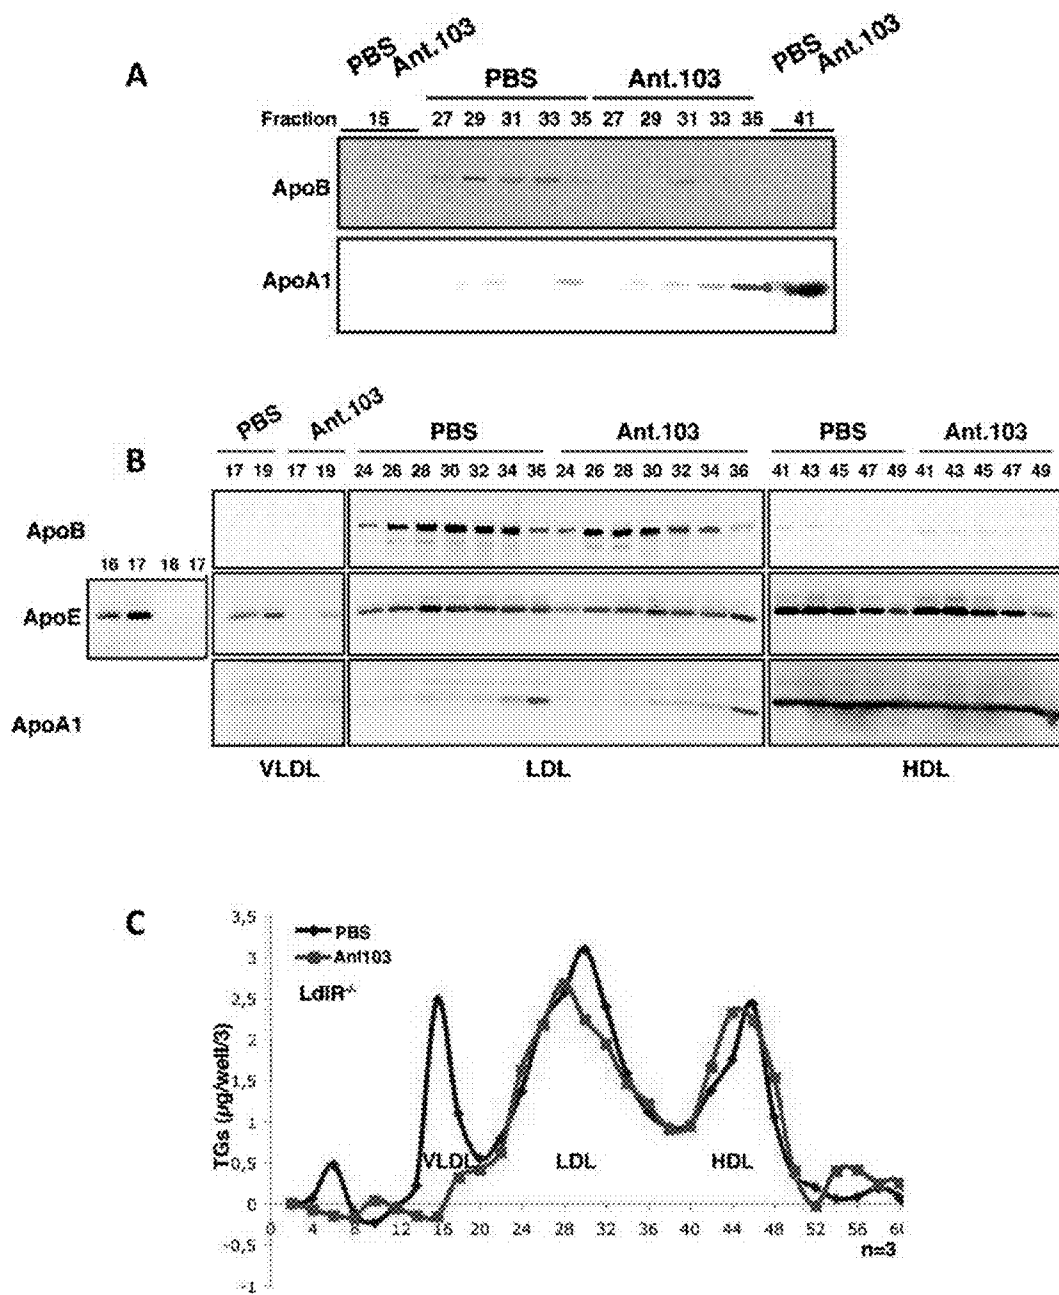 A
PBS Ant.103
PBS
Ant.103
PBS Ant.103
Fraction 15 27 29 31 33 35 27 29 31 33 35 41
ApoB
ApoA1
B
PBS Ant.103
PBS
Ant.103
PBS
Ant.103
17 19 17 19 24 26 28 30 32 34 36 24 26 28 30 32 34 36 41 43 45 47 49 41 43 45 47 49
ApoB
16 17 16 17
ApoE
ApoA1
VLDL LDL HDL
C
PBS
Ant103
LdlR-/-
TGs (µg/well/3)
3,5
3
2,5
2
1,5
1
0,5
0
-0,5
-1
VLDL LDL HDL
0 4 8 12 16 20 24 28 32 36 40 44 48 52 56 60
n=3